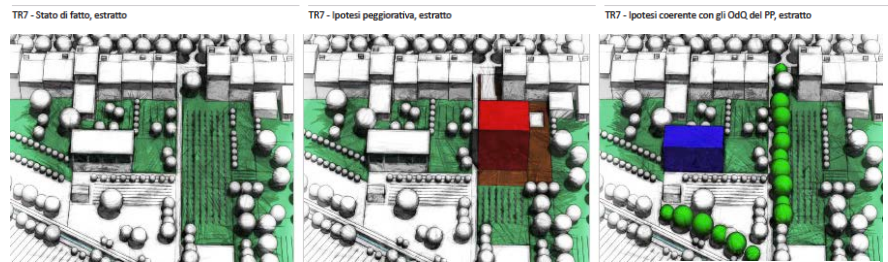 TR7 - Stato di fatto, estratto
TR7 - Ipotesi peggiorativa, estratto
TR7 - Ipotesi coerente con gli OdQ del PP, estratto